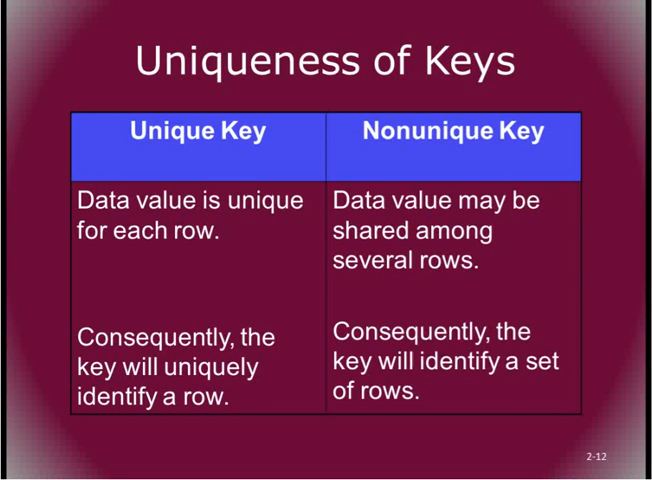 Uniqueness of Keys
Unique Key
Nonunique Key
Data value is unique
for each row.
Consequently, the
key will uniquely
identify a row.
Data value may be
shared among
several rows.
Consequently, the
key will identify a set
of rows.
2-12